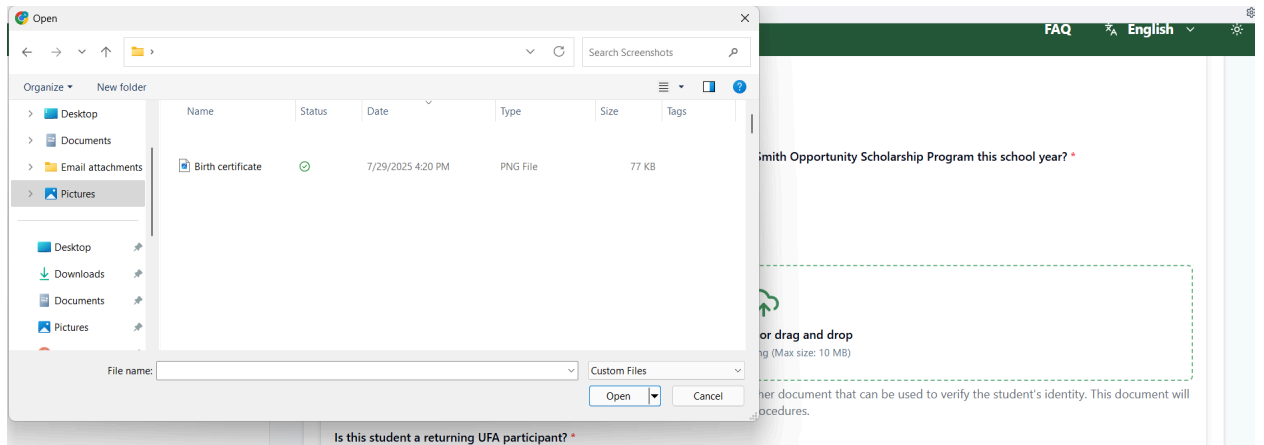 Open
FAQ
English
Search Screenshots
Organize
New folder
Name
Status
Date
Type
Size
Tags
Desktop
Documents
Email attachments
Pictures
Birth certificate
7/29/2025 4:20 PM
PNG File
77 KB
Desktop
Downloads
Documents
Pictures
Smith Opportunity Scholarship Program this school year? *
or drag and drop
(Max size: 10 MB)
File name:
Custom Files
Open
Cancel
document that can be used to verify the student's identity. This document will
Is this student a returning UFA participant? *